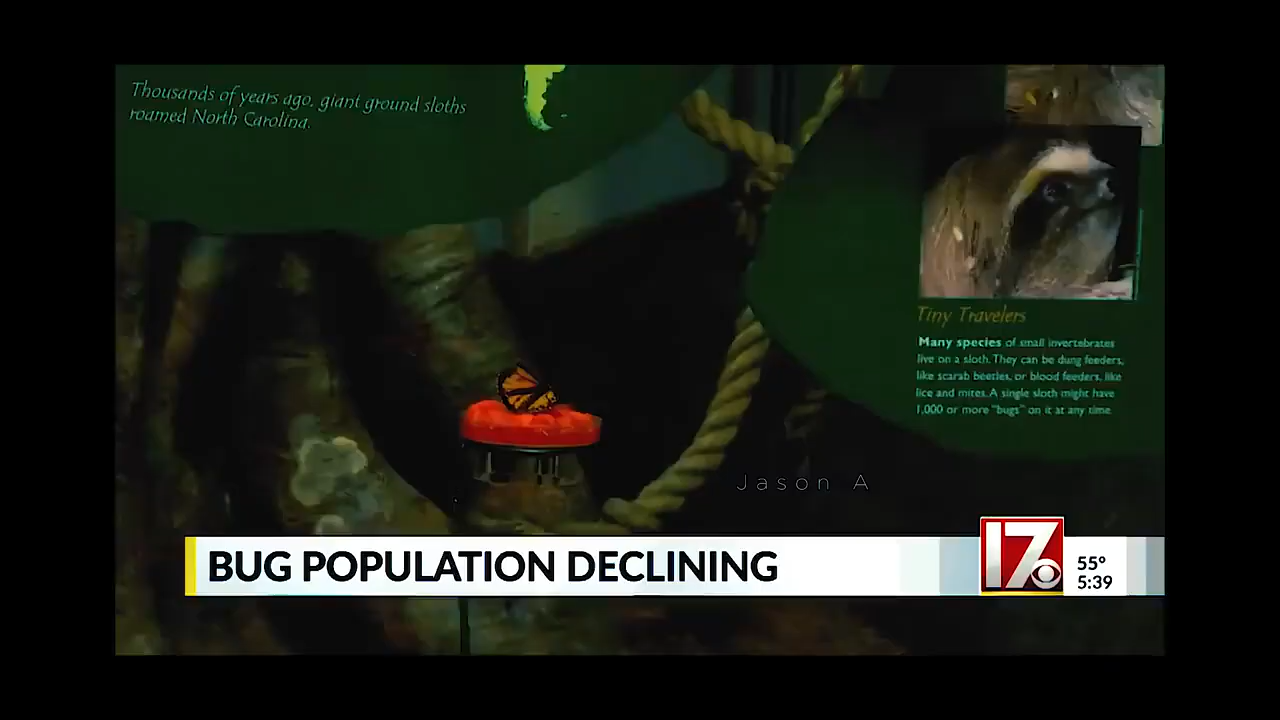 Thousands of years ago, giant ground sloths
roamed North Carolina.
Tiny Travelers
Many species of small invertebrates
live on a sloth. They can be dung feeders,
like scarab beetles, or blood feeders, like
lice and mites. A single sloth might have
1,000 or more "bugs" on it at any time.
Jason A
BUG POPULATION DECLINING
17
55°
5:39